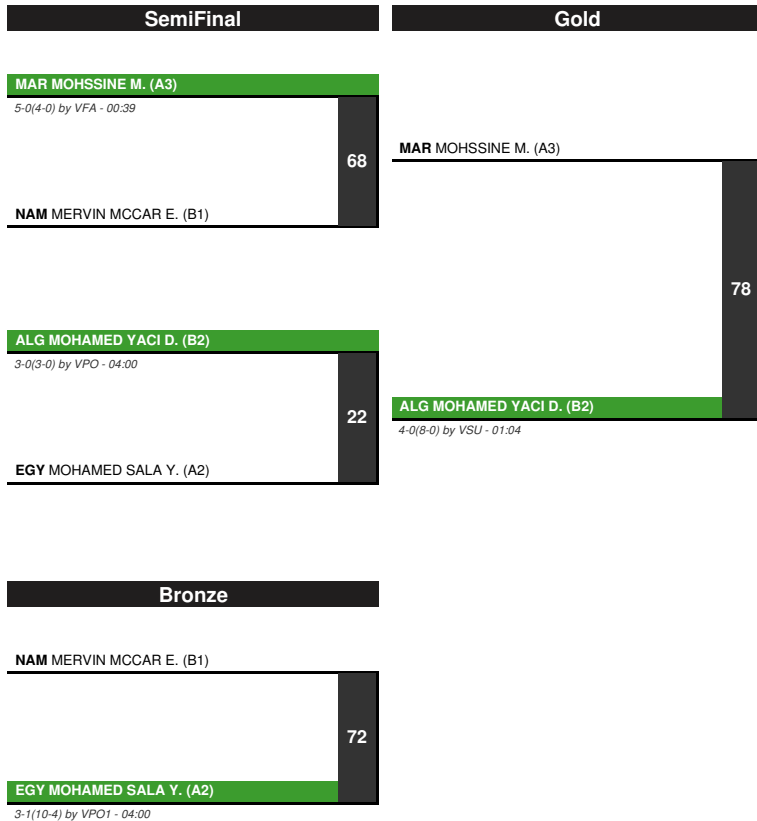 SemiFinal
MAR MOHSSINE M. (A3)
5-0(4-0) by VFA - 00:39
68
NAM MERVIN MCCAR E. (B1)
ALG MOHAMED YACI D. (B2)
3-0(3-0) by VPO - 04:00
22
EGY MOHAMED SALA Y. (A2)
Gold
MAR MOHSSINE M. (A3)
78
ALG MOHAMED YACI D. (B2)
4-0(8-0) by VSU - 01:04
Bronze
NAM MERVIN MCCAR E. (B1)
72
EGY MOHAMED SALA Y. (A2)
3-1(10-4) by VPO1 - 04:00